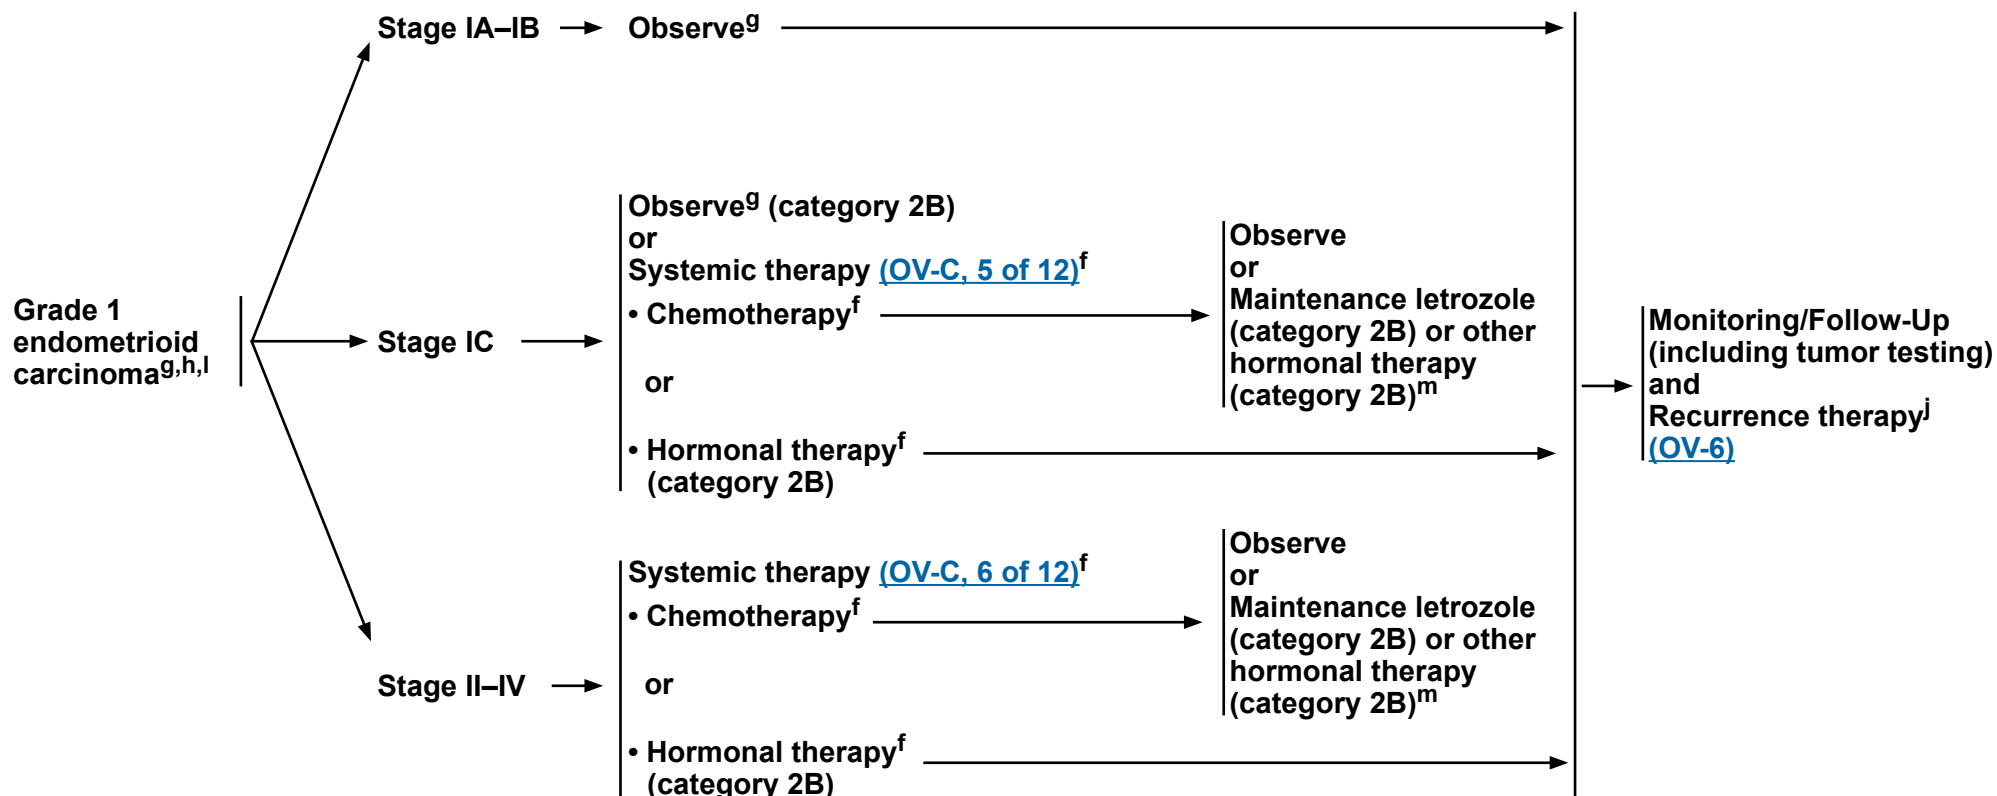 Grade 1
endometrioid
carcinomag,h,l
Stage IA–IB
Observeg
Stage IC
Observeg (category 2B)
or
Systemic therapy (OV-C, 5 of 12)f
• Chemotherapyf
or
• Hormonal therapyf
(category 2B)
Observe
or
Maintenance letrozole
(category 2B) or other
hormonal therapy
(category 2B)m
Stage II–IV
Systemic therapy (OV-C, 6 of 12)f
• Chemotherapyf
or
• Hormonal therapyf
(category 2B)
Observe
or
Maintenance letrozole
(category 2B) or other
hormonal therapy
(category 2B)m
Monitoring/Follow-Up
(including tumor testing)
and
Recurrence therapyj
(OV-6)